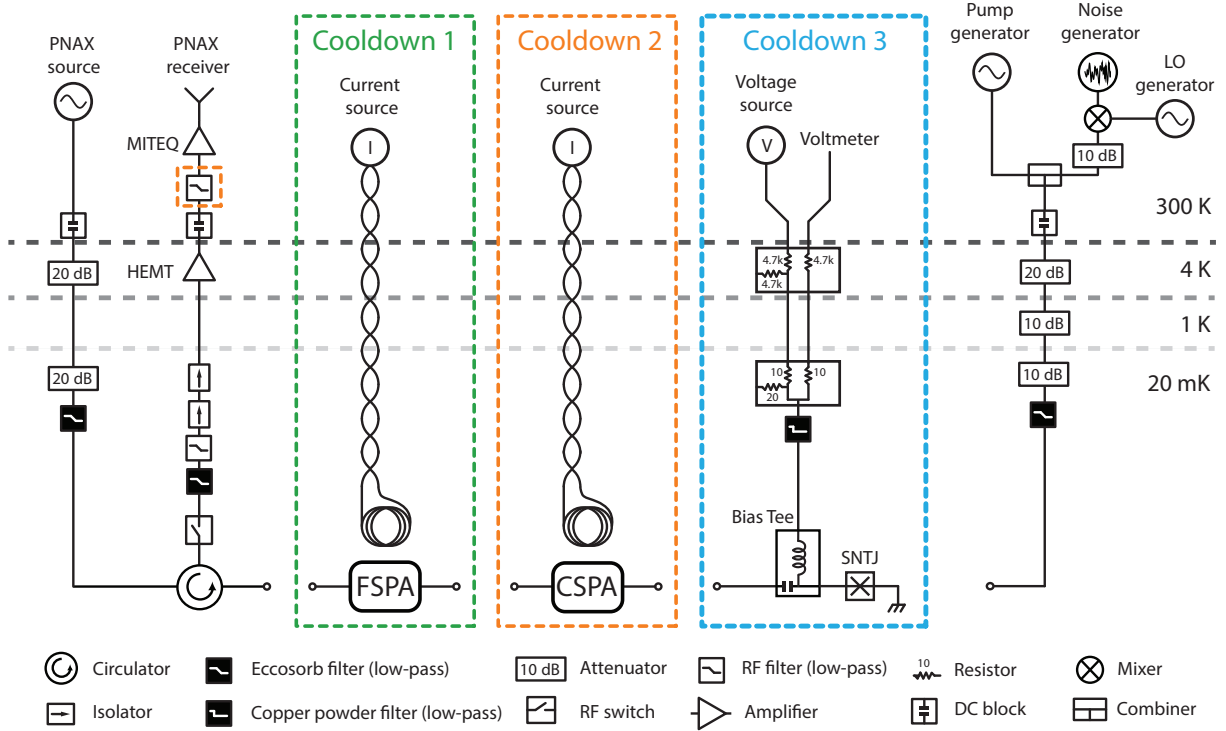 PNAX
source
PNAX
receiver
MITEQ
HEMT
20 dB
20 dB
Cooldown 1
Current
source
I
FSPA
Cooldown 2
Current
source
I
CSPA
Cooldown 3
Voltage
source
V
Voltmeter
4.7k
4.7k
4.7k
10
10
20
Bias Tee
SNTJ
Pump
generator
Noise
generator
LO
generator
10 dB
20 dB
10 dB
10 dB
300 K
4 K
1 K
20 mK
Circulator
Eccosorb filter (low-pass)
10 dB
Attenuator
RF filter (low-pass)
10
Resistor
Mixer
Isolator
Copper powder filter (low-pass)
RF switch
Amplifier
DC block
Combiner